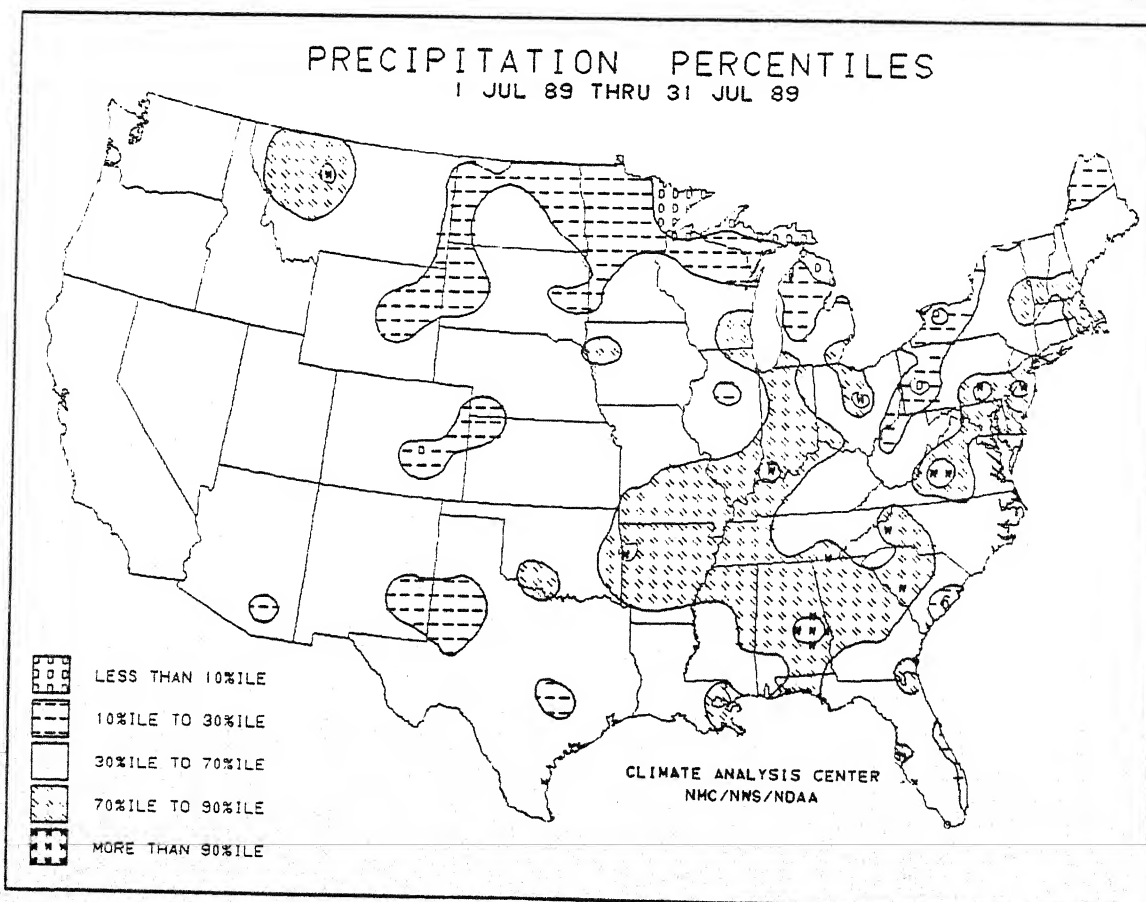 PRECIPITATION PERCENTILES
1 JUL 89 THRU 31 JUL 89
LESS THAN 10%ILE
10%ILE TO 30%ILE
30%ILE TO 70%ILE
70%ILE TO 90%ILE
MORE THAN 90%ILE
CLIMATE ANALYSIS CENTER
NMC/NWS/NOAA